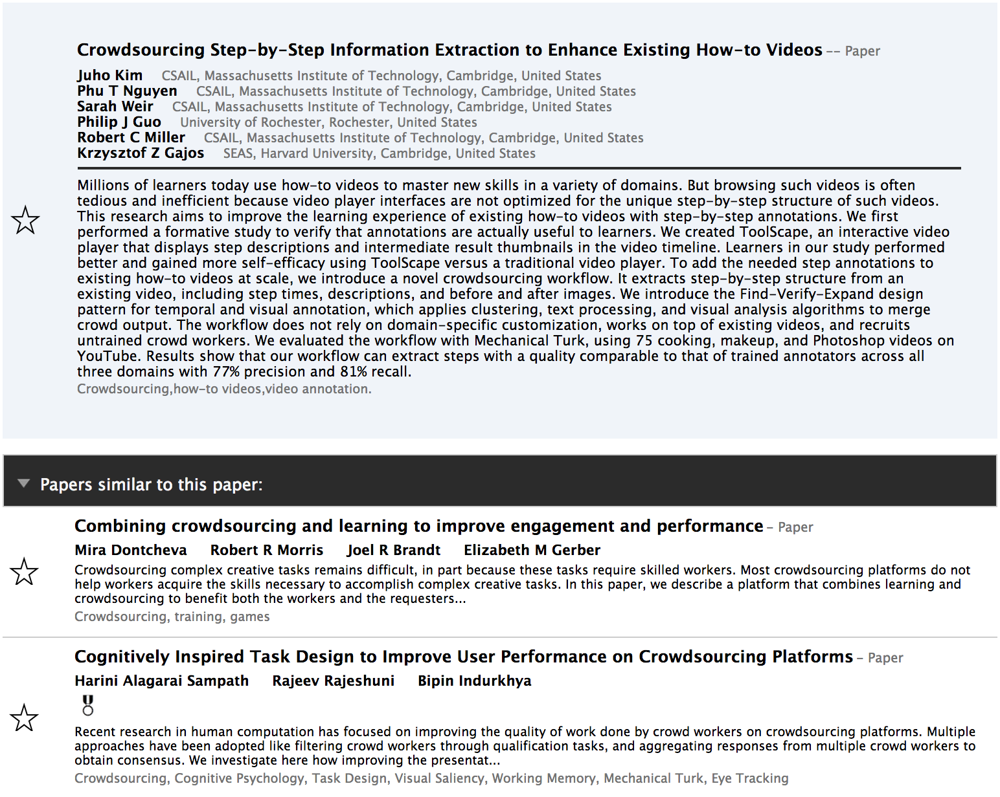 Crowdsourcing Step-by-Step Information Extraction to Enhance Existing How-to Videos -- Paper
Juho Kim CSAIL, Massachusetts Institute of Technology, Cambridge, United States
Phu T Nguyen CSAIL, Massachusetts Institute of Technology, Cambridge, United States
Sarah Weir CSAIL, Massachusetts Institute of Technology, Cambridge, United States
Philip J Guo University of Rochester, Rochester, United States
Robert C Miller CSAIL, Massachusetts Institute of Technology, Cambridge, United States
Krzysztof Z Gajos SEAS, Harvard University, Cambridge, United States
Millions of learners today use how-to videos to master new skills in a variety of domains. But browsing such videos is often
tedious and inefficient because video player interfaces are not optimized for the unique step-by-step structure of such videos.
This research aims to improve the learning experience of existing how-to videos with step-by-step annotations. We first
performed a formative study to verify that annotations are actually useful to learners. We created ToolScape, an interactive video
player that displays step descriptions and intermediate result thumbnails in the video timeline. Learners in our study performed
better and gained more self-efficacy using ToolScape versus a traditional video player. To add the needed step annotations to
existing how-to videos at scale, we introduce a novel crowdsourcing workflow. It extracts step-by-step structure from an
existing video, including step times, descriptions, and before and after images. We introduce the Find-Verify-Expand design
pattern for temporal and visual annotation, which applies clustering, text processing, and visual analysis algorithms to merge
crowd output. The workflow does not rely on domain-specific customization, works on top of existing videos, and recruits
untrained crowd workers. We evaluated the workflow with Mechanical Turk, using 75 cooking, makeup, and Photoshop videos on
YouTube. Results show that our workflow can extract steps with a quality comparable to that of trained annotators across all
three domains with 77% precision and 81% recall.
Crowdsourcing,how-to videos,video annotation.
Papers similar to this paper:
Combining crowdsourcing and learning to improve engagement and performance - Paper
Mira Dontcheva Robert R Morris Joel R Brandt Elizabeth M Gerber
Crowdsourcing complex creative tasks remains difficult, in part because these tasks require skilled workers. Most crowdsourcing platforms do not
help workers acquire the skills necessary to accomplish complex creative tasks. In this paper, we describe a platform that combines learning and
crowdsourcing to benefit both the workers and the requesters...
Crowdsourcing, training, games
Cognitively Inspired Task Design to Improve User Performance on Crowdsourcing Platforms - Paper
Harini Alagarai Sampath Rajeev Rajeshuni Bipin Indurkhya
Recent research in human computation has focused on improving the quality of work done by crowd workers on crowdsourcing platforms. Multiple
approaches have been adopted like filtering crowd workers through qualification tasks, and aggregating responses from multiple crowd workers to
obtain consensus. We investigate here how improving the presentat...
Crowdsourcing, Cognitive Psychology, Task Design, Visual Saliency, Working Memory, Mechanical Turk, Eye Tracking